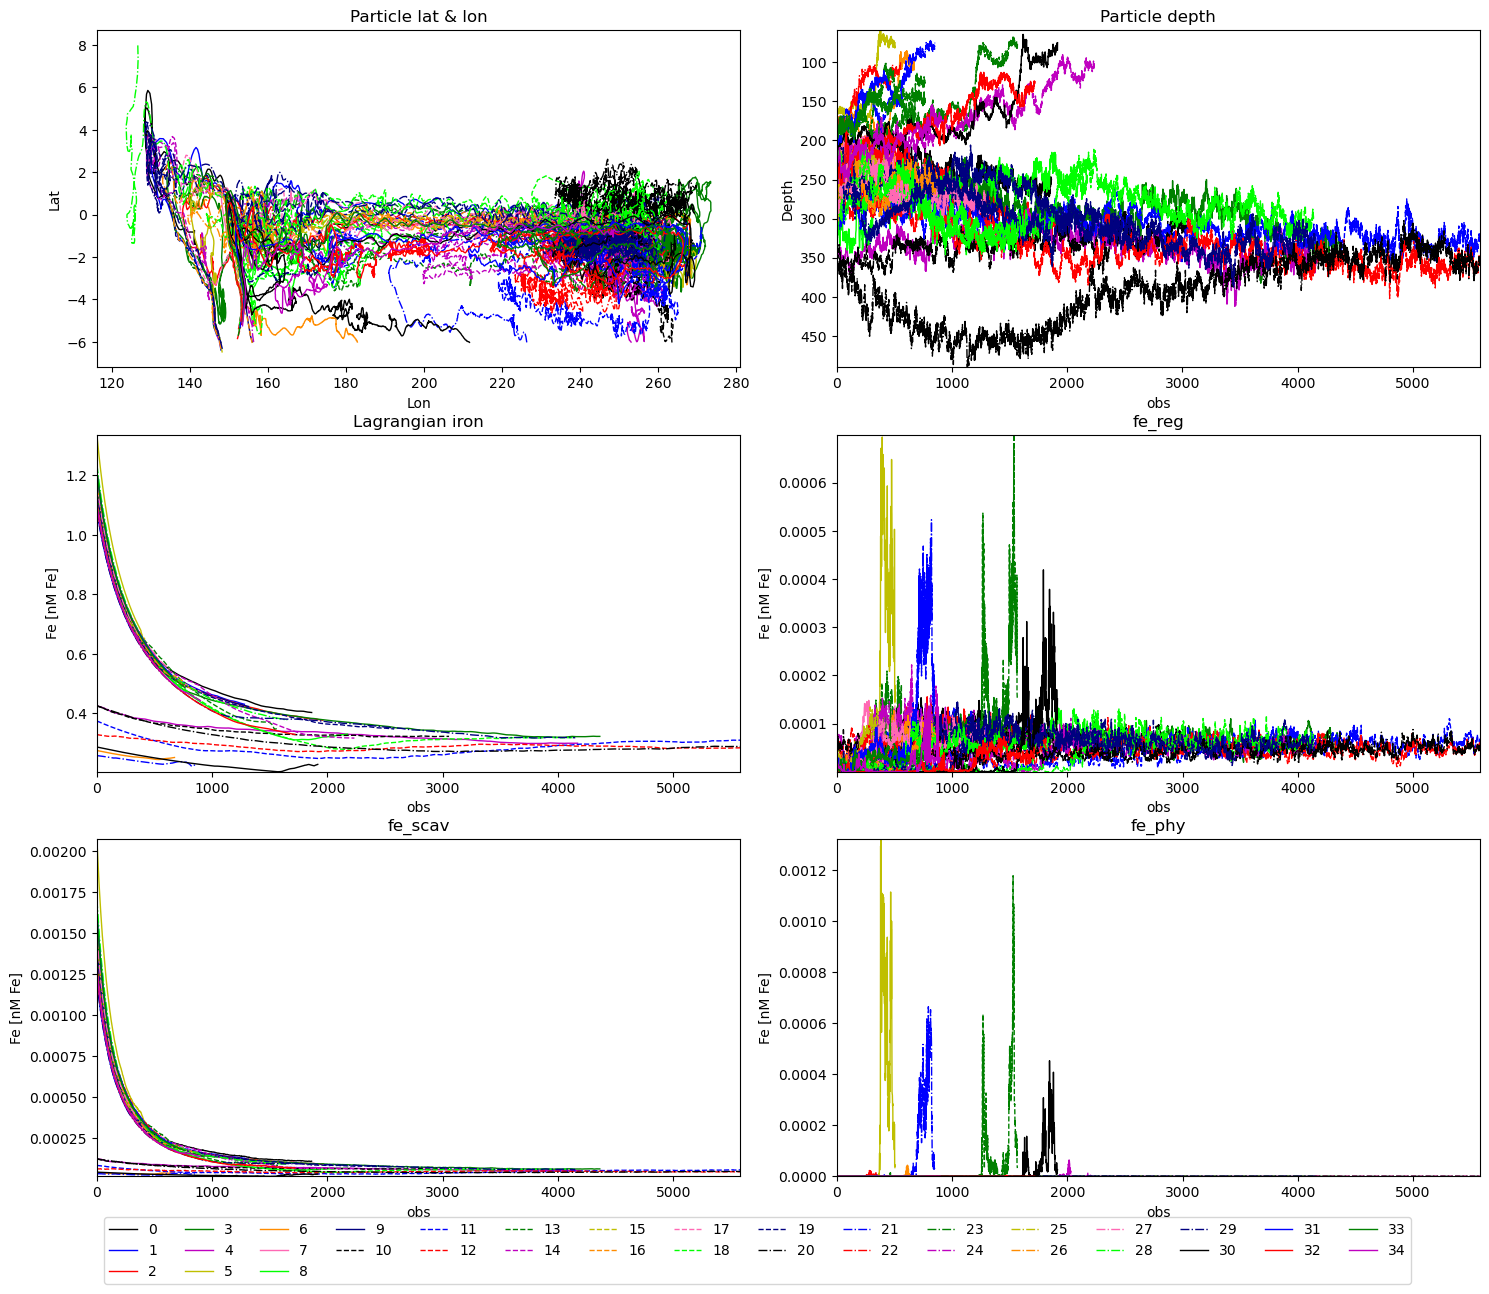 Particle lat & lon
Lat
8
6
4
2
0
−2
−4
−6
120 140 160 180 200 220 240 260 280
Lon
Particle depth
Depth
100
150
200
250
300
350
400
450
0 1000 2000 3000 4000 5000
obs
Lagrangian iron
Fe [nM Fe]
1.2
1.0
0.8
0.6
0.4
0 1000 2000 3000 4000 5000
obs
fe_reg
Fe [nM Fe]
0.0006
0.0005
0.0004
0.0003
0.0002
0.0001
0 1000 2000 3000 4000 5000
obs
fe_scav
Fe [nM Fe]
0.00200
0.00175
0.00150
0.00125
0.00100
0.00075
0.00050
0.00025
0 1000 2000 3000 4000 5000
obs
fe_phy
Fe [nM Fe]
0.0012
0.0010
0.0008
0.0006
0.0004
0.0002
0.0000
0 1000 2000 3000 4000 5000
obs
0 3 6 9 11 13 15 17 19 21 23 25 27 29 31 33
1 4 7 10 12 14 16 18 20 22 24 26 28 30 32 34
2 5 8